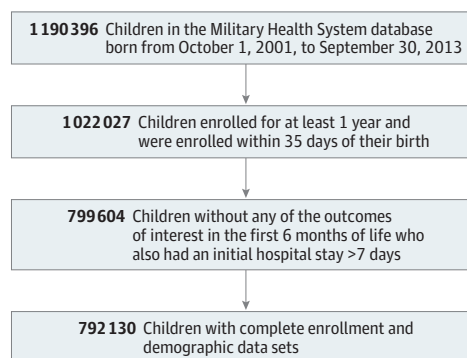 1190396 Children in the Military Health System database
born from October 1, 2001, to September 30, 2013
1022027 Children enrolled for at least 1 year and
were enrolled within 35 days of their birth
799604 Children without any of the outcomes
of interest in the first 6 months of life who
also had an initial hospital stay >7 days
792130 Children with complete enrollment and
demographic data sets